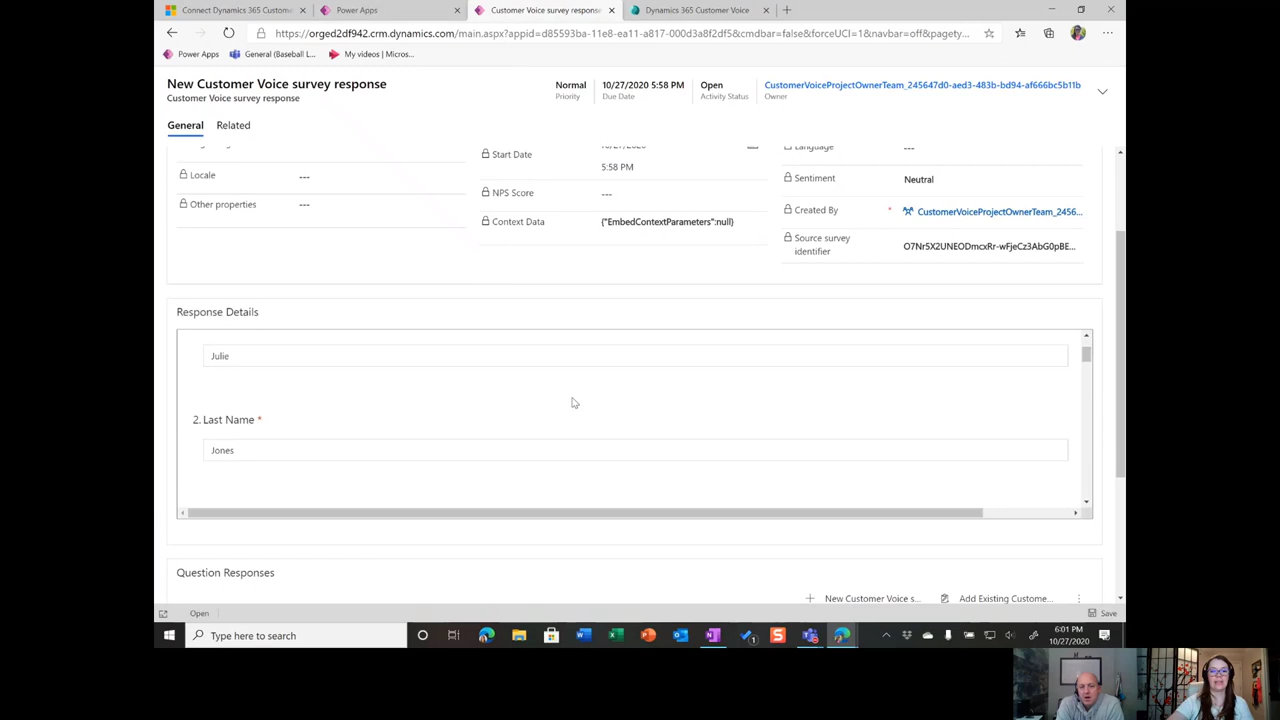 Connect Dynamics 365 Custome
Power Apps
Customer Voice survey response
Dynamics 365 Customer Voice
https://orged2df942.crm.dynamics.com/main.aspx?appid=d85593ba-11e8-ea11-a817-000d3a8f2df5&cmdbar=false&forceUCI=1&navbar=off&pagety...
Power Apps
General (Baseball L...
My videos | Micros...
New Customer Voice survey response
Customer Voice survey response
Normal
Priority
10/27/2020 5:58 PM
Due Date
Open
Activity Status
CustomerVoiceProjectOwnerTeam_245647d0-aed3-483b-bd94-af666bc5b11b
Owner
General
Related
Locale
---
Other properties
---
Start Date
10/27/2020
5:58 PM
NPS Score
---
Context Data
{"EmbedContextParameters":null}
Language
---
Sentiment
Neutral
Created By
*
CustomerVoiceProjectOwnerTeam_2456...
Source survey
identifier
O7Nr5X2UNEODmcxRr-wFjeCz3AbG0pBE...
Response Details
Julie
2. Last Name *
Jones
Question Responses
New Customer Voice s...
Add Existing Custome...
Open
Save
Type here to search
6:01 PM
10/27/2020